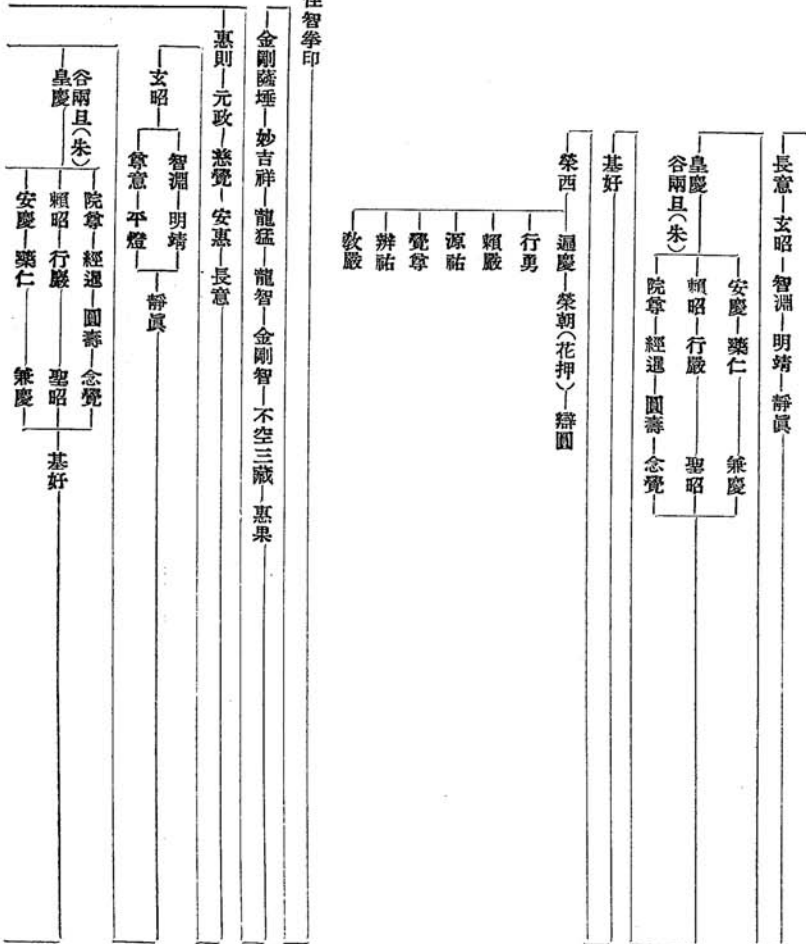 長意―玄昭―智淵―明靖―靜眞
皇慶
谷兩旦(朱)
安慶―藥仁―兼慶
賴昭―行嚴―聖昭
院尊―經暹―圓壽―念覺
基好
榮西―遍慶―榮朝(花押)―辯圓
行勇
賴嚴
源祐
覺尊
辨祐
敎嚴
住智拳印
金剛薩埵―妙吉祥―龍猛―龍智―金剛智―不空三藏―惠果
惠則―元政―慈覺―安惠―長意
玄昭
智淵―明靖
尊意―平燈
靜眞
谷兩旦(朱)
皇慶
院尊―經暹―圓壽―念覺
賴昭―行嚴―聖昭
安慶―藥仁―兼慶
基好